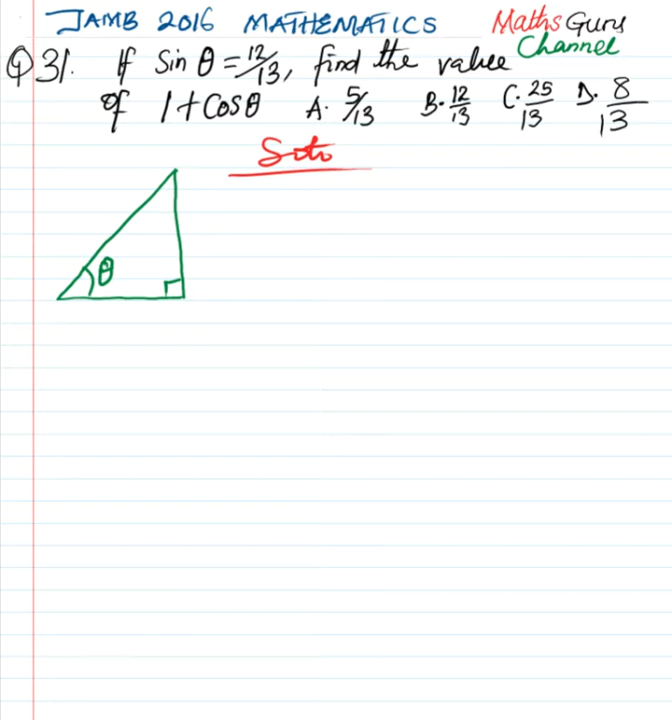 JAMB 2016 MATHEMATICS Maths Guru Channel
Q31. If Sin θ = 12/13, find the value
of 1 + Cos θ A. 5/13 B. 12/13 C. 25/13 D. 8/13
Soln
θ